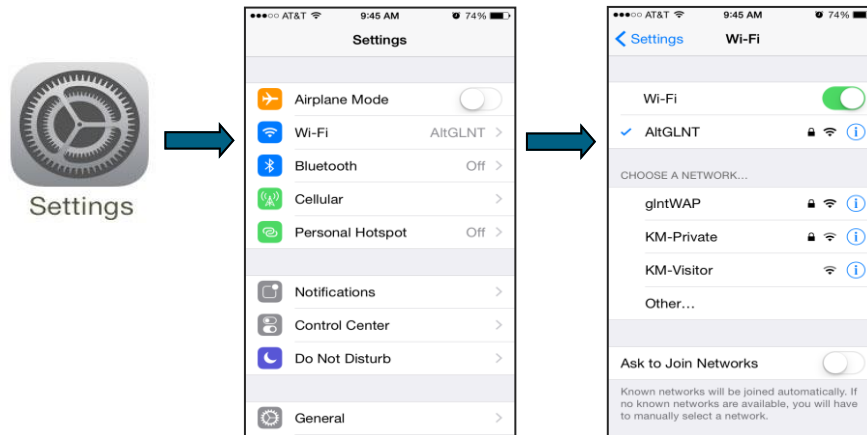 Settings
AT&T 9:45 AM 74%
Settings
Airplane Mode
Wi-Fi AltGLNT
Bluetooth Off
Cellular
Personal Hotspot Off
Notifications
Control Center
Do Not Disturb
General
AT&T 9:45 AM 74%
Settings Wi-Fi
Wi-Fi
AltGLNT
CHOOSE A NETWORK...
glntWAP
KM-Private
KM-Visitor
Other...
Ask to Join Networks
Known networks will be joined automatically. If
no known networks are available, you will have
to manually select a network.